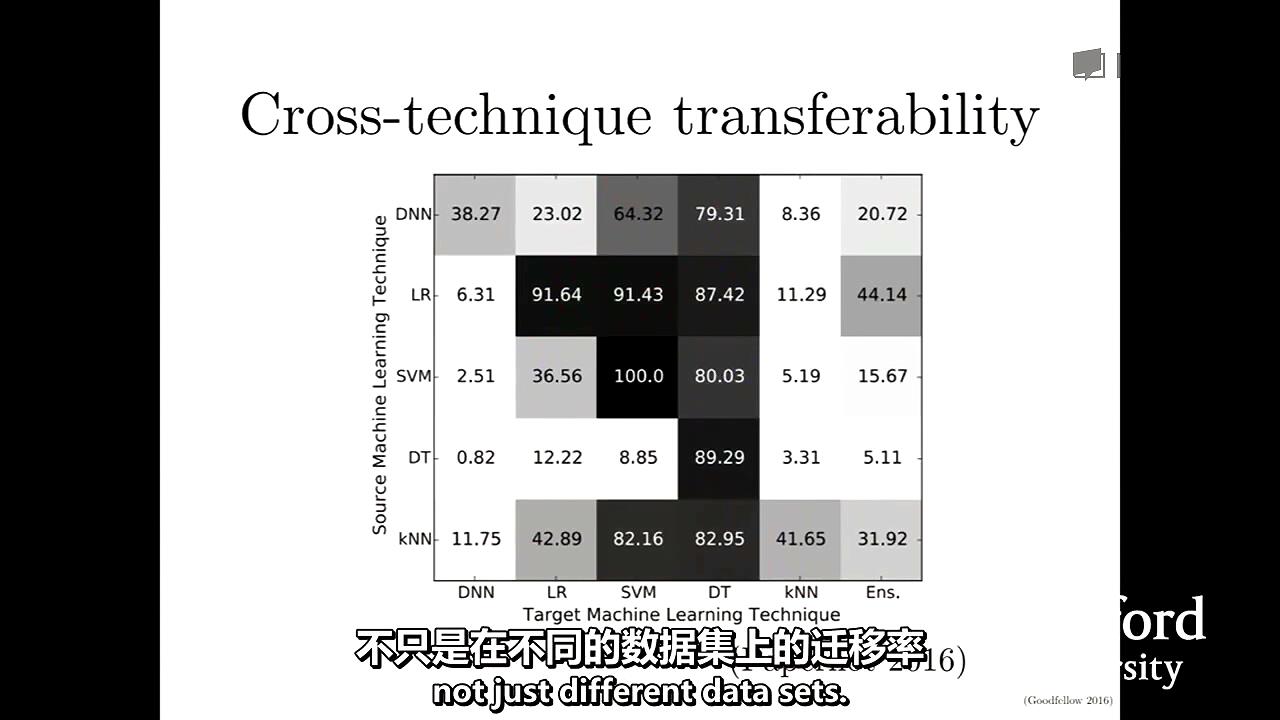 Cross-technique transferability
Source Machine Learning Technique
DNN 38.27 23.02 64.32 79.31 8.36 20.72
LR 6.31 91.64 91.43 87.42 11.29 44.14
SVM 2.51 36.56 100.0 80.03 5.19 15.67
DT 0.82 12.22 8.85 89.29 3.31 5.11
kNN 11.75 42.89 82.16 82.95 41.65 31.92
DNN LR SVM DT kNN Ens.
Target Machine Learning Technique
不只是在不同的数据集上的迁移率
2016)
not just different data sets.
(Goodfellow 2016)
ford
rsity